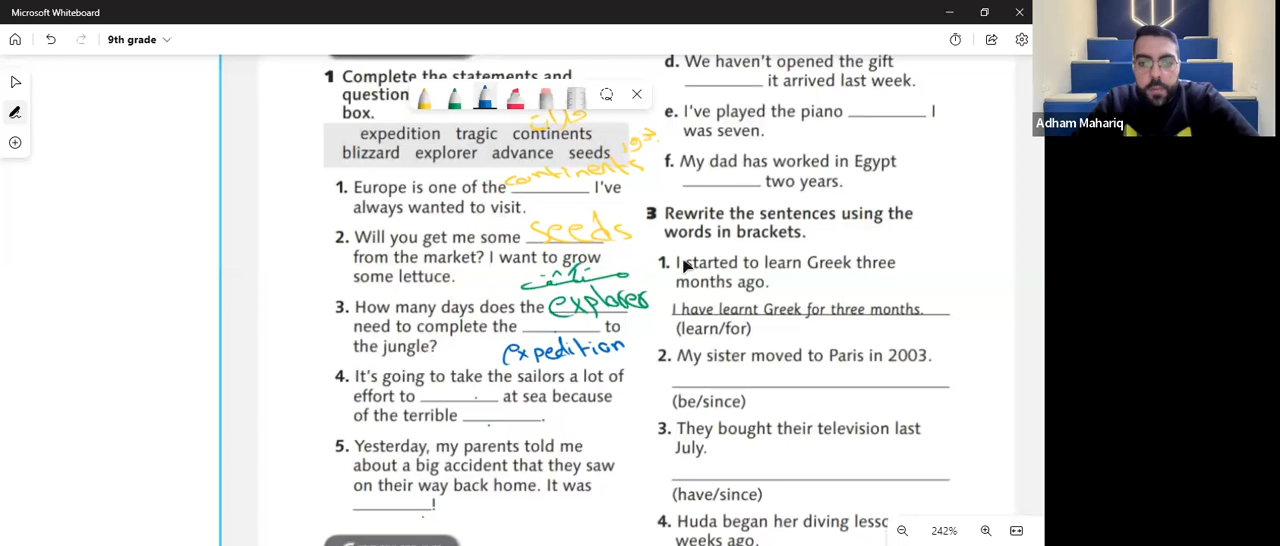 Microsoft Whiteboard
9th grade
Adham Mahariq
1 Complete the statements and
question
box.
expedition tragic continents
blizzard explorer advance seeds
1. Europe is one of the continents I've
always wanted to visit.
2. Will you get me some seeds
from the market? I want to grow
some lettuce.
3. How many days does the explorer
need to complete the ________ to
the jungle?
expedition
4. It's going to take the sailors a lot of
effort to ________ at sea because
of the terrible ________.
5. Yesterday, my parents told me
about a big accident that they saw
on their way back home. It was
________!
d. We haven't opened the gift
________ it arrived last week.
e. I've played the piano ________ I
was seven.
f. My dad has worked in Egypt
________ two years.
3 Rewrite the sentences using the
words in brackets.
1. I started to learn Greek three
months ago.
I have learnt Greek for three months.
(learn/for)
2. My sister moved to Paris in 2003.
(be/since)
3. They bought their television last
July.
(have/since)
4. Huda began her diving
weeks ago.
242%